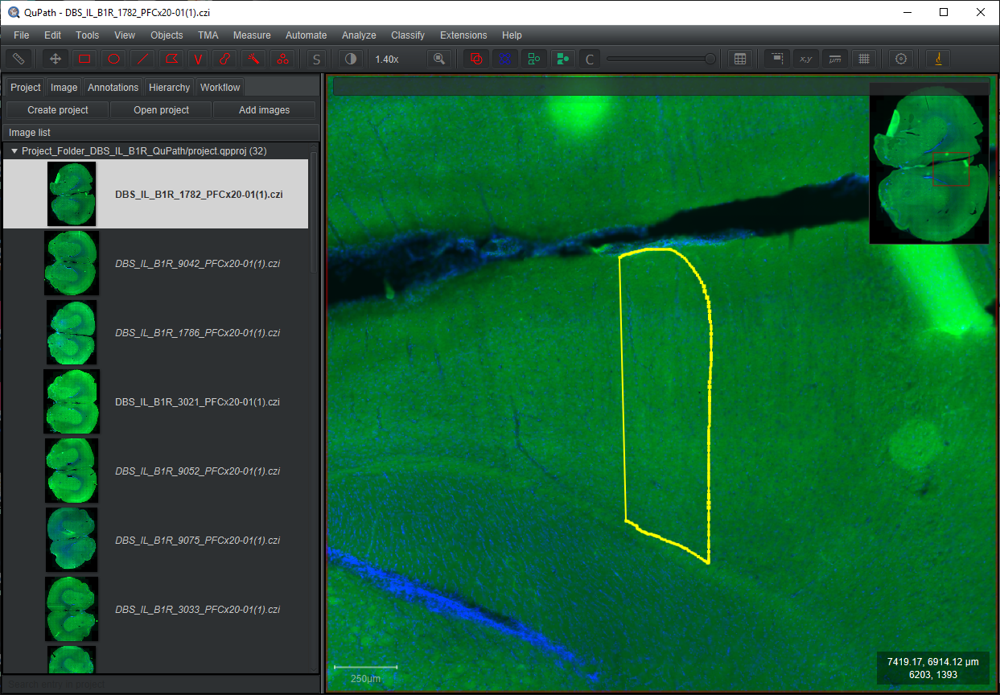 QuPath - DBS_IL_B1R_1782_PFCx20-01(1).czi
File Edit Tools View Objects TMA Measure Automate Analyze Classify Extensions Help
V S 1.40x C x,y µm
Project Image Annotations Hierarchy Workflow
Create project Open project Add images
Image list
Project_Folder_DBS_IL_B1R_QuPath/project.qpproj (32)
DBS_IL_B1R_1782_PFCx20-01(1).czi
DBS_IL_B1R_9042_PFCx20-01(1).czi
DBS_IL_B1R_1786_PFCx20-01(1).czi
DBS_IL_B1R_3021_PFCx20-01(1).czi
DBS_IL_B1R_9052_PFCx20-01(1).czi
DBS_IL_B1R_9075_PFCx20-01(1).czi
DBS_IL_B1R_3033_PFCx20-01(1).czi
Search entry in project
250µm
7419.17, 6914.12 µm
6203, 1393